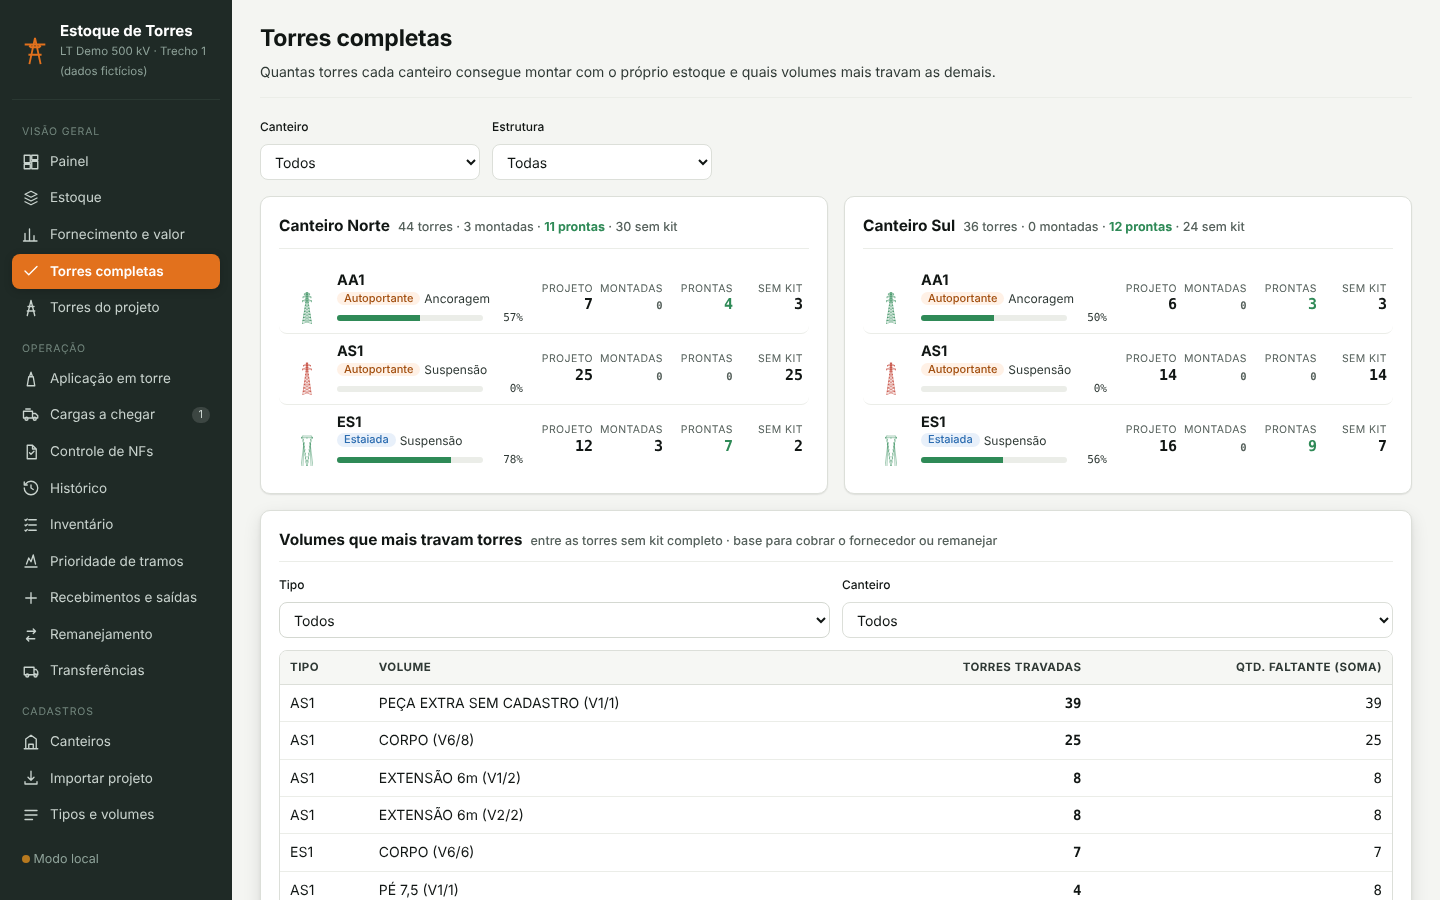 Estoque de Torres
LT Demo 500 kV · Trecho 1
(dados fictícios)
VISÃO GERAL
Painel
Estoque
Fornecimento e valor
Torres completas
Torres do projeto
OPERAÇÃO
Aplicação em torre
Cargas a chegar 1
Controle de NFs
Histórico
Inventário
Prioridade de tramos
Recebimentos e saídas
Remanejamento
Transferências
CADASTROS
Canteiros
Importar projeto
Tipos e volumes
Modo local
Torres completas
Quantas torres cada canteiro consegue montar com o próprio estoque e quais volumes mais travam as demais.
Canteiro Estrutura
Todos Todas
Canteiro Norte 44 torres · 3 montadas · 11 prontas · 30 sem kit
AA1
Autoportante Ancoragem
57%
PROJETO MONTADAS PRONTAS SEM KIT
7 0 4 3
AS1
Autoportante Suspensão
0%
PROJETO MONTADAS PRONTAS SEM KIT
25 0 0 25
ES1
Estaiada Suspensão
78%
PROJETO MONTADAS PRONTAS SEM KIT
12 3 7 2
Canteiro Sul 36 torres · 0 montadas · 12 prontas · 24 sem kit
AA1
Autoportante Ancoragem
50%
PROJETO MONTADAS PRONTAS SEM KIT
6 0 3 3
AS1
Autoportante Suspensão
0%
PROJETO MONTADAS PRONTAS SEM KIT
14 0 0 14
ES1
Estaiada Suspensão
56%
PROJETO MONTADAS PRONTAS SEM KIT
16 0 9 7
Volumes que mais travam torres entre as torres sem kit completo · base para cobrar o fornecedor ou remanejar
Tipo Canteiro
Todos Todos
TIPO VOLUME TORRES TRAVADAS QTD. FALTANTE (SOMA)
AS1 PEÇA EXTRA SEM CADASTRO (V1/1) 39 39
AS1 CORPO (V6/8) 25 25
AS1 EXTENSÃO 6m (V1/2) 8 8
AS1 EXTENSÃO 6m (V2/2) 8 8
ES1 CORPO (V6/6) 7 7
AS1 PÉ 7,5 (V1/1) 4 8